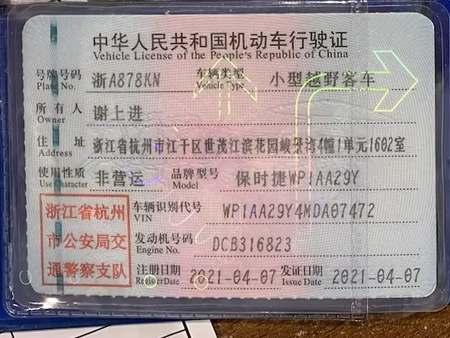 中华人民共和国机动车行驶证
Vehicle License of the People's Republic of China
号牌号码 浙A878KN 车辆类型 小型越野客车
Plate No. Vehicle Type
所有人 谢上进
Owner
住址 浙江省杭州市江干区世茂江滨花园峻景湾4幢1单元1602室
Address
使用性质 非营运 品牌型号 保时捷WP1AA29Y
Use Character Model
浙江省杭州 车辆识别代号 WP1AA29Y4MDA07472
VIN
市公安局交 发动机号码 DCB316823
Engine No.
通警察支队 注册日期 2021-04-07 发证日期 2021-04-07
Register Date Issue Date